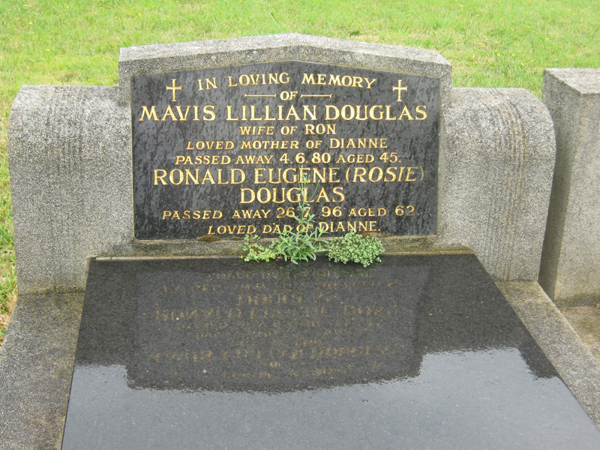 IN LOVING MEMORY
OF
MAVIS LILLIAN DOUGLAS
WIFE OF RON
LOVED MOTHER OF DIANNE
PASSED AWAY 4.6.80 AGED 45.
RONALD EUGENE (ROSIE)
DOUGLAS
PASSED AWAY 26.7.96 AGED 62.
LOVED DAD OF DIANNE.